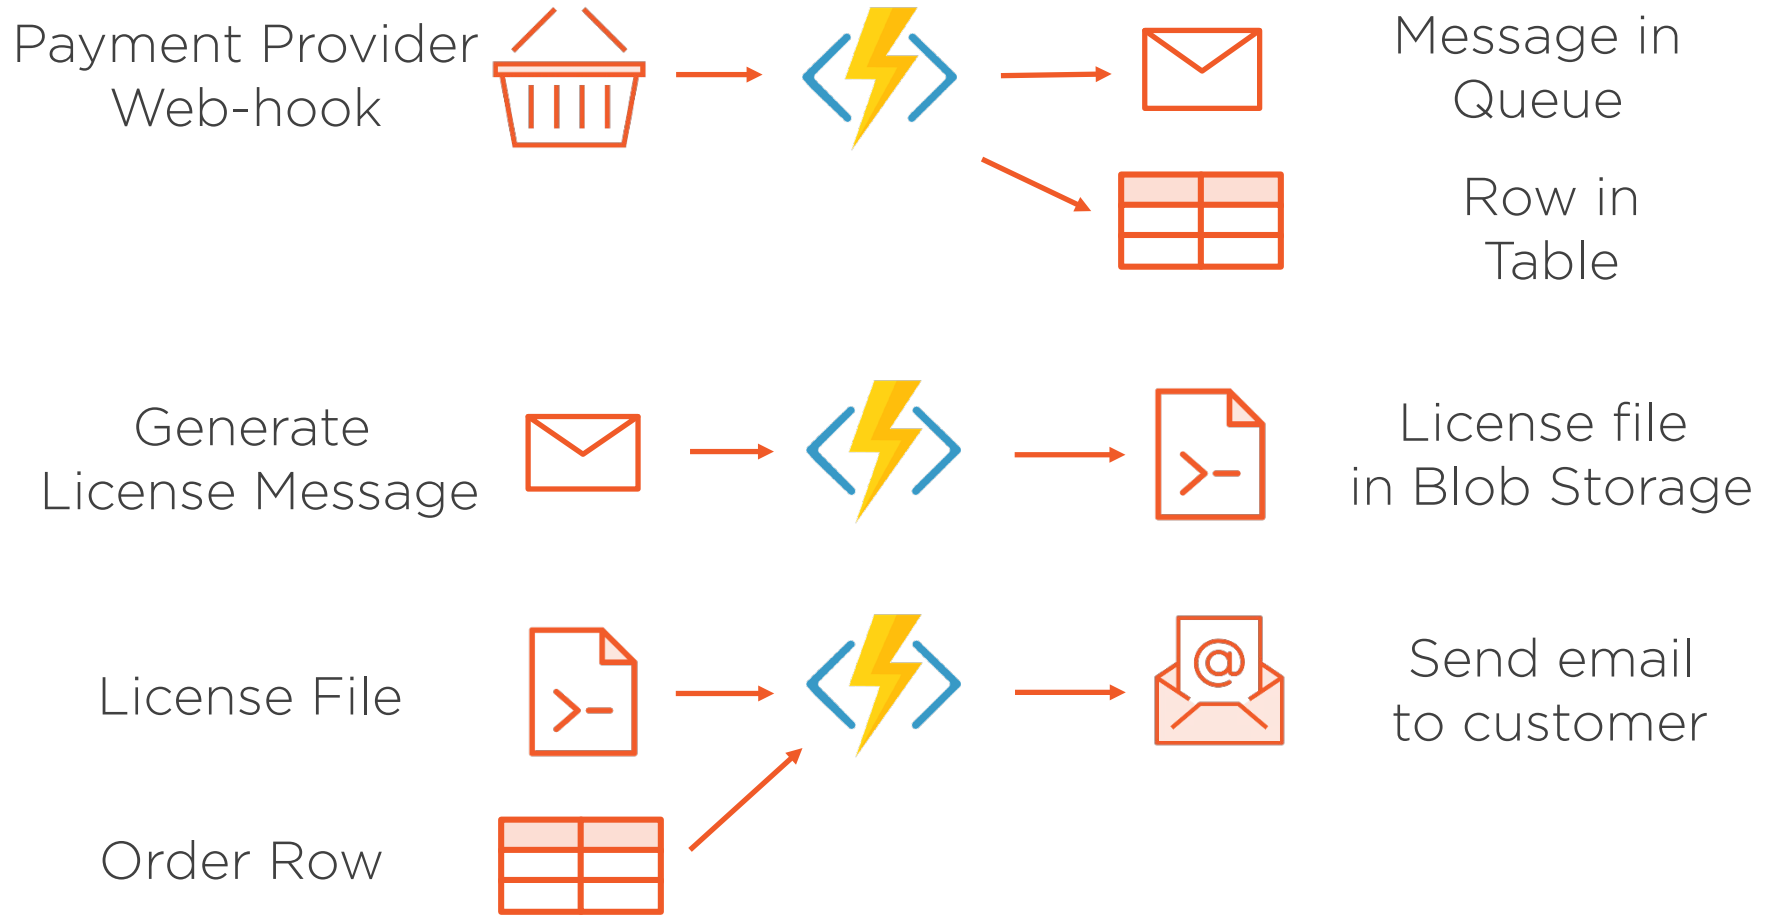 Payment Provider
Web-hook
Message in
Queue
Row in
Table
Generate
License Message
License file
in Blob Storage
License File
@
Send email
to customer
Order Row